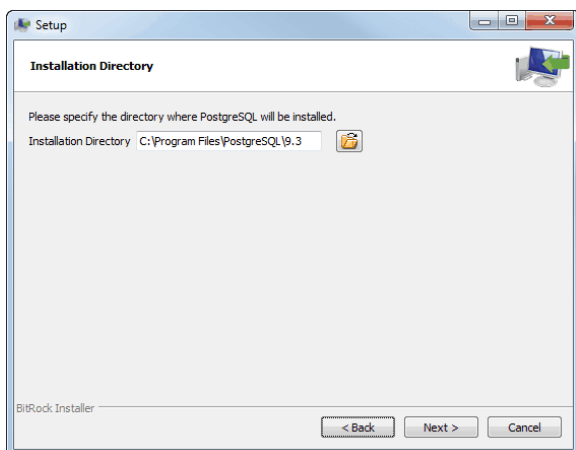 Setup
Installation Directory
Please specify the directory where PostgreSQL will be installed.
Installation Directory C:\Program Files\PostgreSQL\9.3
BitRock Installer
< Back Next > Cancel